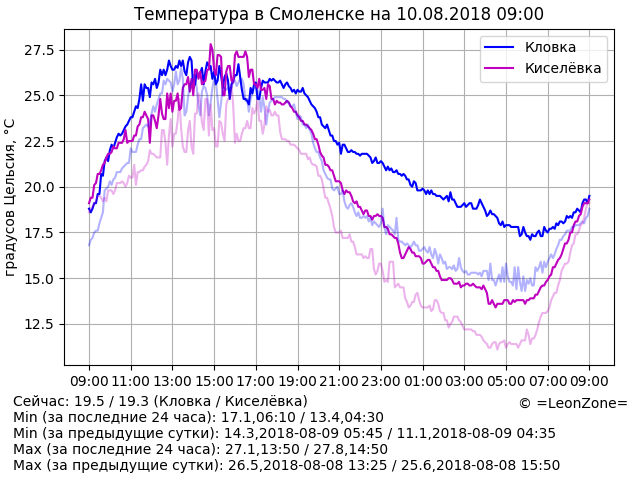 Температура в Смоленске на 10.08.2018 09:00
градусов Цельсия, °C
27.5
25.0
22.5
20.0
17.5
15.0
12.5
Кловка
Киселёвка
09:00 11:00 13:00 15:00 17:00 19:00 21:00 23:00 01:00 03:00 05:00 07:00 09:00
Сейчас: 19.5 / 19.3 (Кловка / Киселёвка)
© =LeonZone=
Min (за последние 24 часа): 17.1,06:10 / 13.4,04:30
Min (за предыдущие сутки): 14.3,2018-08-09 05:45 / 11.1,2018-08-09 04:35
Max (за последние 24 часа): 27.1,13:50 / 27.8,14:50
Max (за предыдущие сутки): 26.5,2018-08-08 13:25 / 25.6,2018-08-08 15:50